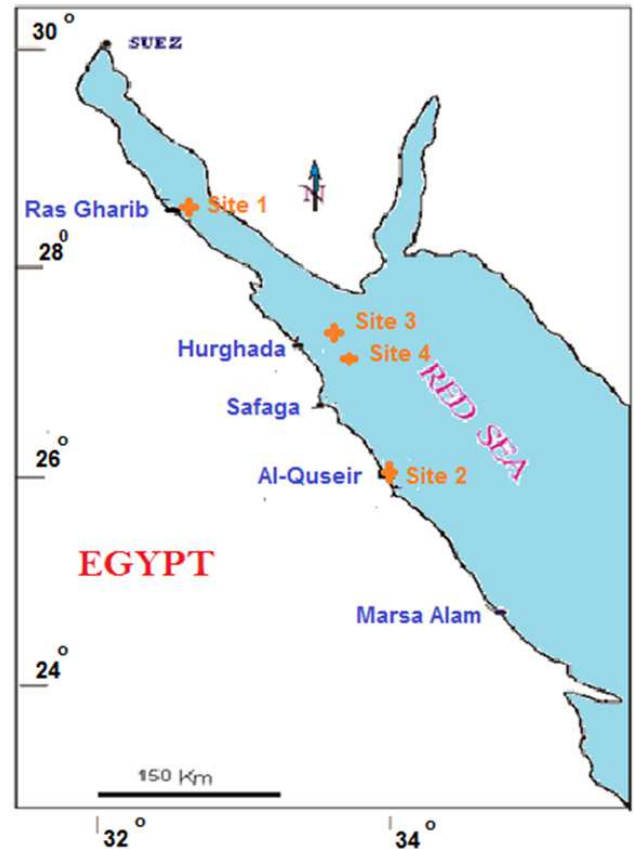 30°
SUEZ
N
Ras Gharib
Site 1
28⁰
Site 3
Hurghada
Site 4
RED SEA
Safaga
26°
Al-Quseir
Site 2
EGYPT
Marsa Alam
24°
150 Km
32°
34°